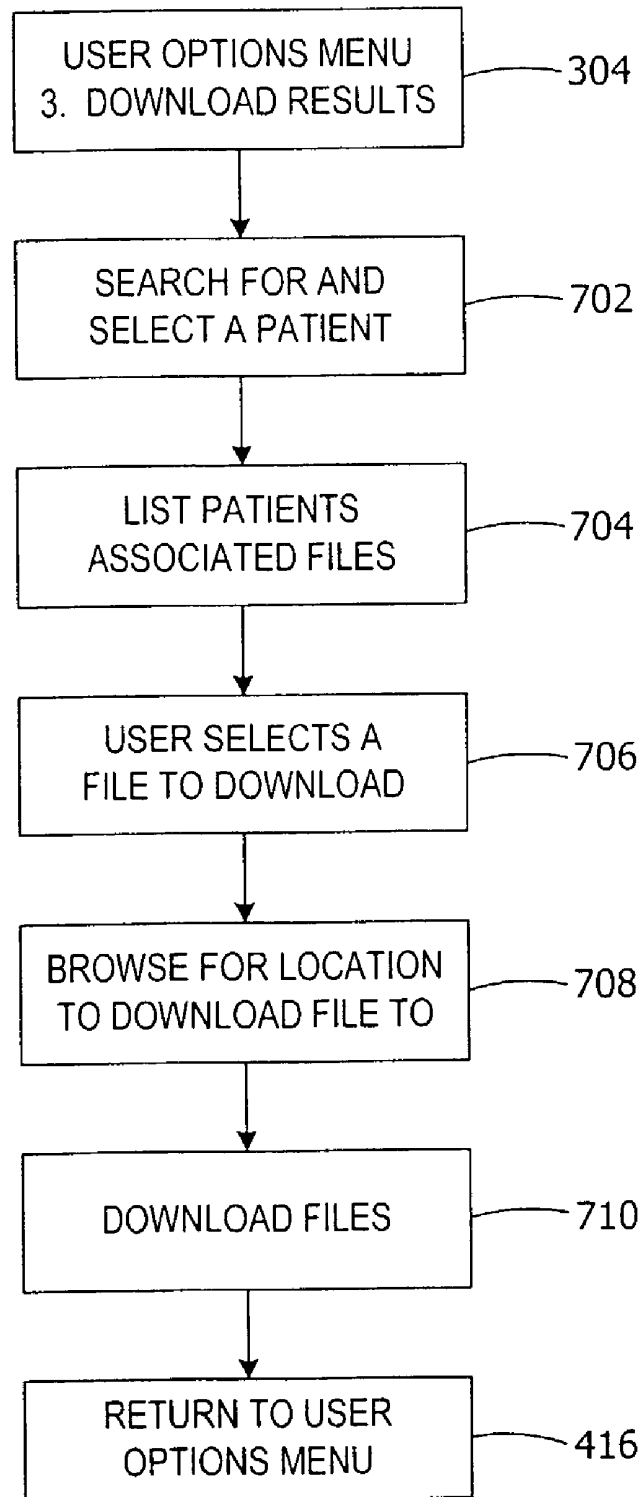 USER OPTIONS MENU
3. DOWNLOAD RESULTS
304
SEARCH FOR AND
SELECT A PATIENT
702
LIST PATIENTS
ASSOCIATED FILES
704
USER SELECTS A
FILE TO DOWNLOAD
706
BROWSE FOR LOCATION
TO DOWNLOAD FILE TO
708
DOWNLOAD FILES
710
RETURN TO USER
OPTIONS MENU
416